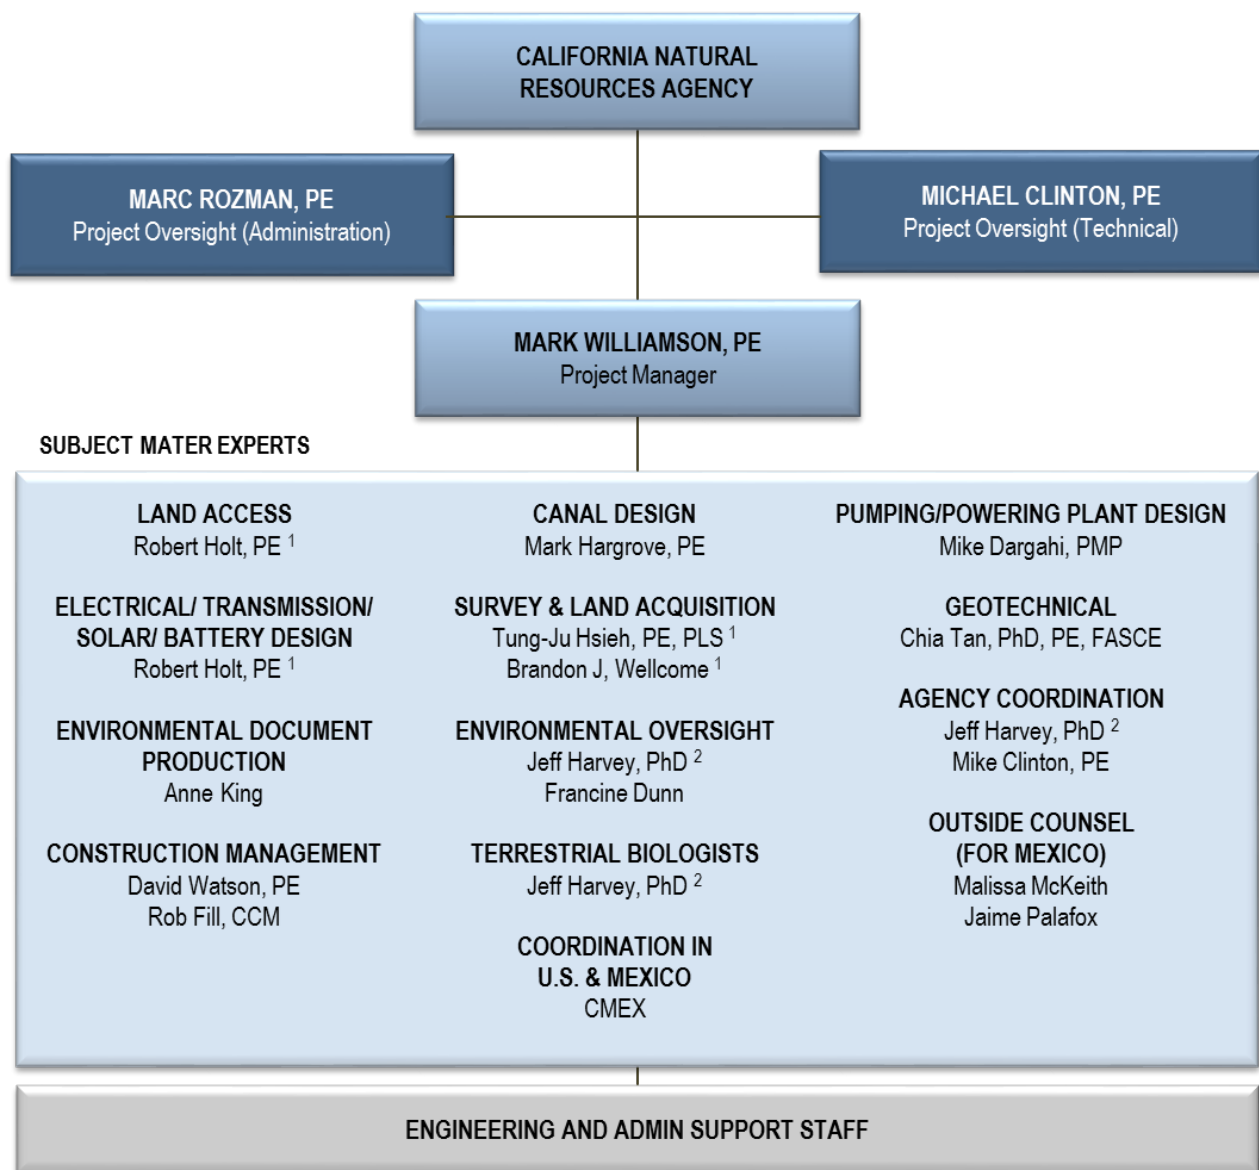 CALIFORNIA NATURAL
RESOURCES AGENCY
MARC ROZMAN, PE
Project Oversight (Administration)
MICHAEL CLINTON, PE
Project Oversight (Technical)
MARK WILLIAMSON, PE
Project Manager
SUBJECT MATER EXPERTS
LAND ACCESS
Robert Holt, PE ¹
ELECTRICAL/ TRANSMISSION/
SOLAR/ BATTERY DESIGN
Robert Holt, PE ¹
ENVIRONMENTAL DOCUMENT
PRODUCTION
Anne King
CONSTRUCTION MANAGEMENT
David Watson, PE
Rob Fill, CCM
CANAL DESIGN
Mark Hargrove, PE
SURVEY & LAND ACQUISITION
Tung-Ju Hsieh, PE, PLS ¹
Brandon J, Wellcome ¹
ENVIRONMENTAL OVERSIGHT
Jeff Harvey, PhD ²
Francine Dunn
TERRESTRIAL BIOLOGISTS
Jeff Harvey, PhD ²
COORDINATION IN
U.S. & MEXICO
CMEX
PUMPING/POWERING PLANT DESIGN
Mike Dargahi, PMP
GEOTECHNICAL
Chia Tan, PhD, PE, FASCE
AGENCY COORDINATION
Jeff Harvey, PhD ²
Mike Clinton, PE
OUTSIDE COUNSEL
(FOR MEXICO)
Malissa McKeith
Jaime Palafox
ENGINEERING AND ADMIN SUPPORT STAFF